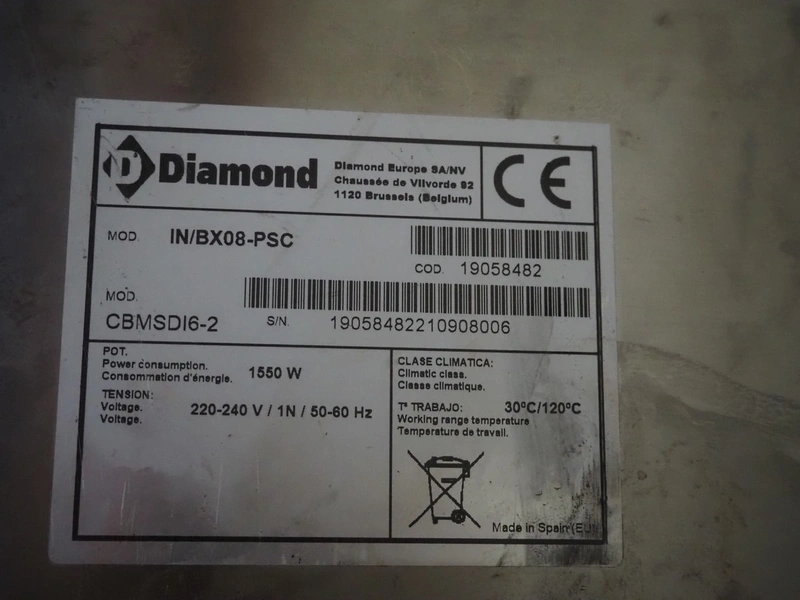 D Diamond
Diamond Europe SA/NV
Chaussée de Vilvorde 92
1120 Brussels (Belgium)
CE
MOD. IN/BX08-PSC
COD. 19058482
MOD.
CBMSDI6-2
S/N. 19058482210908006
POT.
Power consumption.
Consommation d'énergie.
1550 W
TENSION:
Voltage.
Voltage.
220-240 V / 1N / 50-60 Hz
CLASE CLIMATICA:
Climatic class.
Classe climatique.
Tª TRABAJO: 30ºC/120ºC
Working range temperature
Temperature de travail.
Made in Spain (EU)